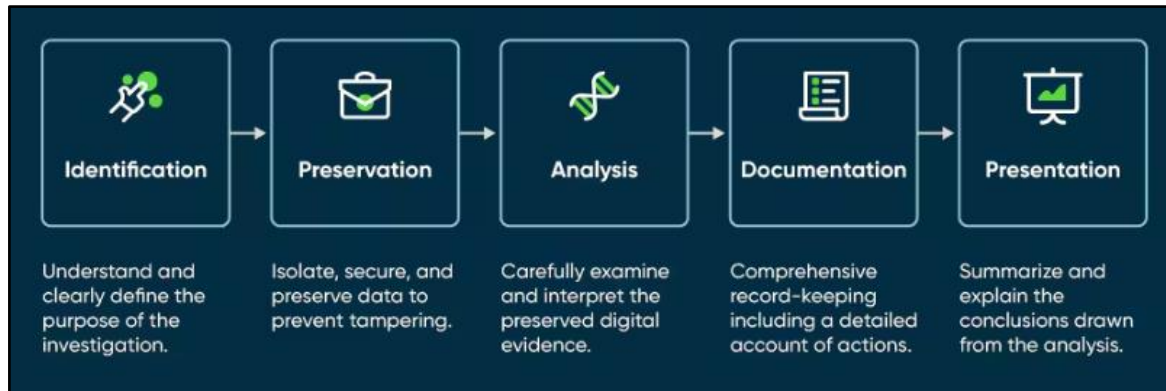 Identification
Preservation
Analysis
Documentation
Presentation
Understand and
clearly define the
purpose of the
investigation.
Isolate, secure, and
preserve data to
prevent tampering.
Carefully examine
and interpret the
preserved digital
evidence.
Comprehensive
record-keeping
including a detailed
account of actions.
Summarize and
explain the
conclusions drawn
from the analysis.